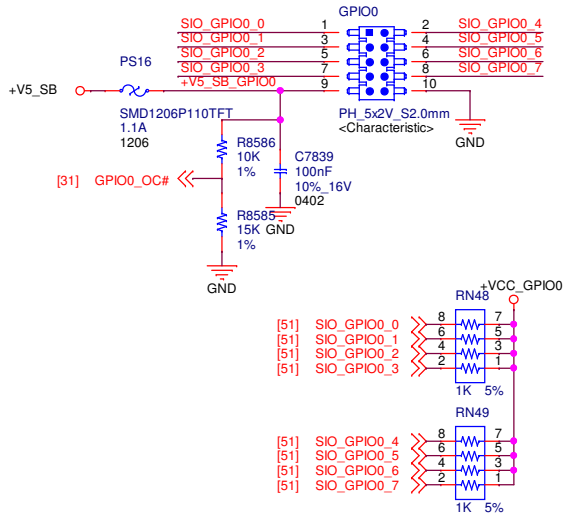 GPIO0
SIO_GPIO0_0 1 2 SIO_GPIO0_4
SIO_GPIO0_1 3 4 SIO_GPIO0_5
SIO_GPIO0_2 5 6 SIO_GPIO0_6
SIO_GPIO0_3 7 8 SIO_GPIO0_7
PS16 +V5_SB_GPIO0 9 10
+V5_SB
SMD1206P110TFT
1.1A
1206
PH_5x2V_S2.0mm
<Characteristic>
GND
R8586
10K
1%
C7839
100nF
10%_16V
0402
GND
[31] GPIO0_OC#
R8585
15K
1%
GND
+VCC_GPIO0
RN48
[51] SIO_GPIO0_0 8 7
[51] SIO_GPIO0_1 6 5
[51] SIO_GPIO0_2 4 3
[51] SIO_GPIO0_3 2 1
1K 5%
RN49
[51] SIO_GPIO0_4 8 7
[51] SIO_GPIO0_5 6 5
[51] SIO_GPIO0_6 4 3
[51] SIO_GPIO0_7 2 1
1K 5%